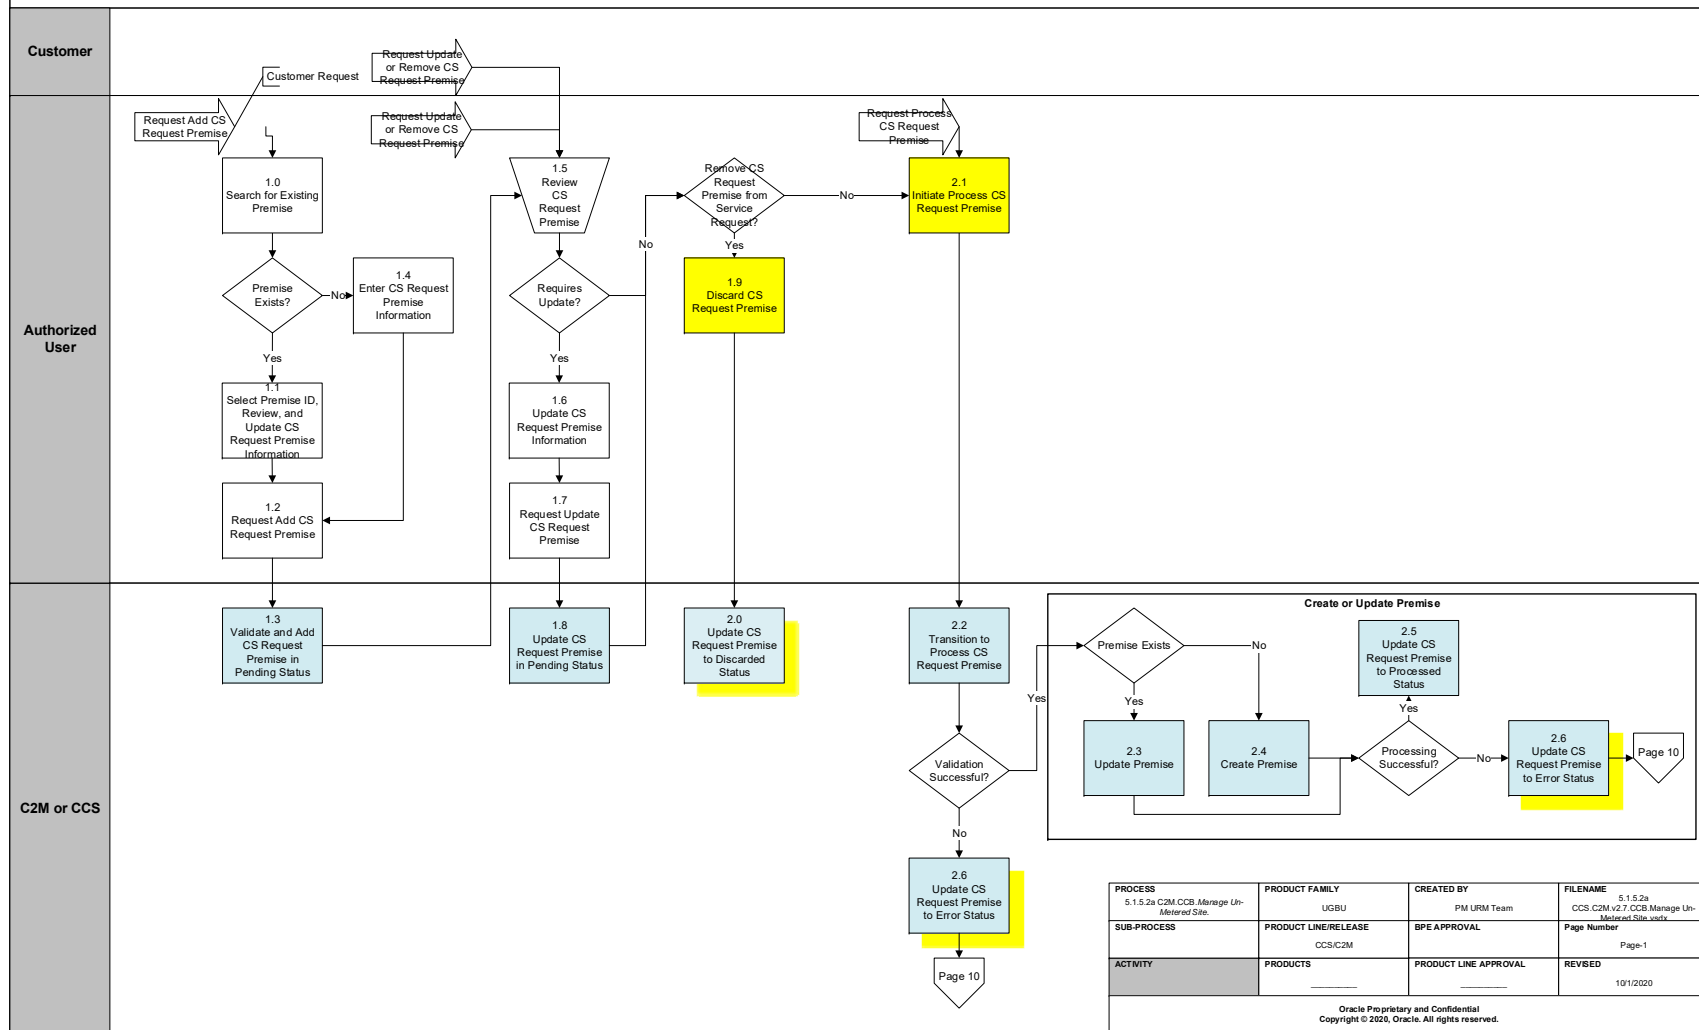 Customer
Request Update
or Remove CS
Request Premise
Customer Request
Request Add CS
Request Premise
Request Update
or Remove CS
Request Premise
Request Process
CS Request
Premise
Authorized
User
1.0
Search for Existing
Premise
1.5
Review
CS
Request
Premise
Remove CS
Request
Premise from
Service
Request?
No
2.1
Initiate Process CS
Request Premise
No
Yes
Premise
Exists?
No
1.4
Enter CS Request
Premise
Information
Requires
Update?
1.9
Discard CS
Request Premise
Yes
Yes
1.1
Select Premise ID,
Review, and
Update CS
Request Premise
Information
1.6
Update CS
Request Premise
Information
1.2
Request Add CS
Request Premise
1.7
Request Update
CS Request
Premise
C2M or CCS
1.3
Validate and Add
CS Request
Premise in
Pending Status
1.8
Update CS
Request Premise
in Pending Status
2.0
Update CS
Request Premise
to Discarded
Status
2.2
Transition to
Process CS
Request Premise
Create or Update Premise
Premise Exists
No
2.5
Update CS
Request Premise
to Processed
Status
Yes
Yes
Yes
Validation
Successful?
2.3
Update Premise
2.4
Create Premise
Processing
Successful?
No
2.6
Update CS
Request Premise
to Error Status
Page 10
No
2.6
Update CS
Request Premise
to Error Status
Page 10
PROCESS
5.1.5.2a C2M.CCB.Manage Un-
Metered Site.
PRODUCT FAMILY
UGBU
CREATED BY
PM URM Team
FILENAME
5.1.5.2a
CCS.C2M.v2.7.CCB.Manage Un-
Metered Site.vsdx
SUB-PROCESS
PRODUCT LINE/RELEASE
CCS/C2M
BPE APPROVAL
Page Number
Page-1
ACTIVITY
PRODUCTS
PRODUCT LINE APPROVAL
REVISED
10/1/2020
Oracle Proprietary and Confidential
Copyright © 2020, Oracle. All rights reserved.